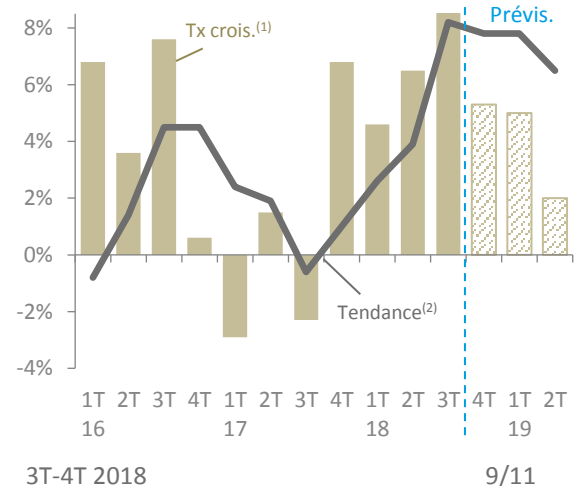 8%
6%
4%
2%
0%
-2%
-4%
Prévis.
Tx crois.(1)
Tendance(2)
1T 2T 3T 4T 1T 2T 3T 4T 1T 2T 3T 4T 1T 2T
16 17 18 19
3T-4T 2018 9/11